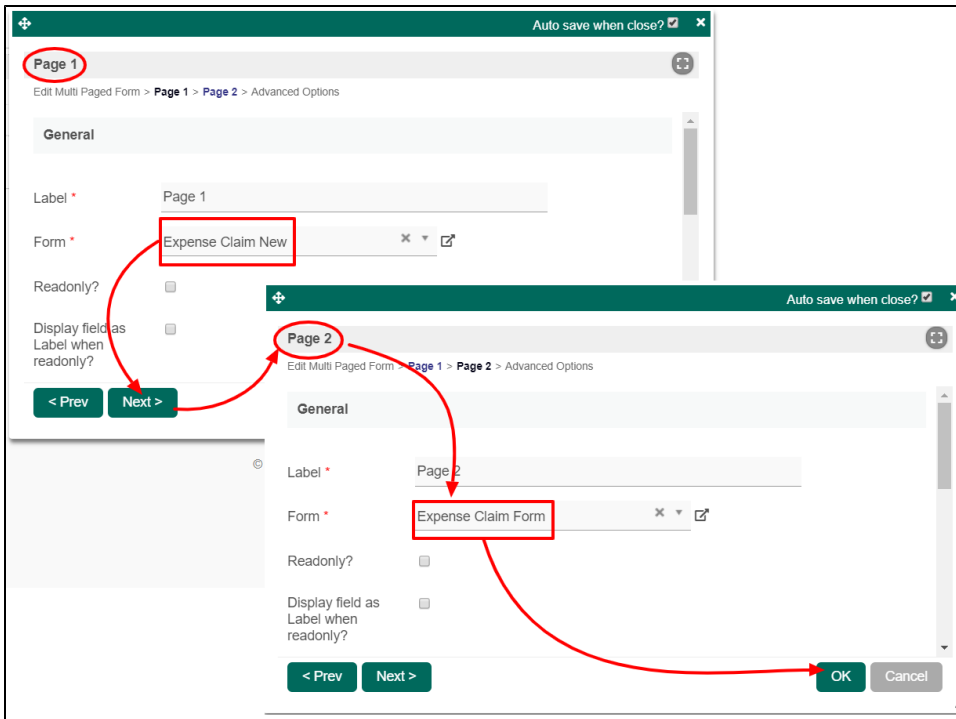 Auto save when close?
Page 1
Edit Multi Paged Form > Page 1 > Page 2 > Advanced Options
General
Label * Page 1
Form * Expense Claim New
Readonly?
Display field as
Label when
readonly?
< Prev Next >
©
Auto save when close?
Page 2
Edit Multi Paged Form > Page 1 > Page 2 > Advanced Options
General
Label * Page 2
Form * Expense Claim Form
Readonly?
Display field as
Label when
readonly?
< Prev Next > OK Cancel